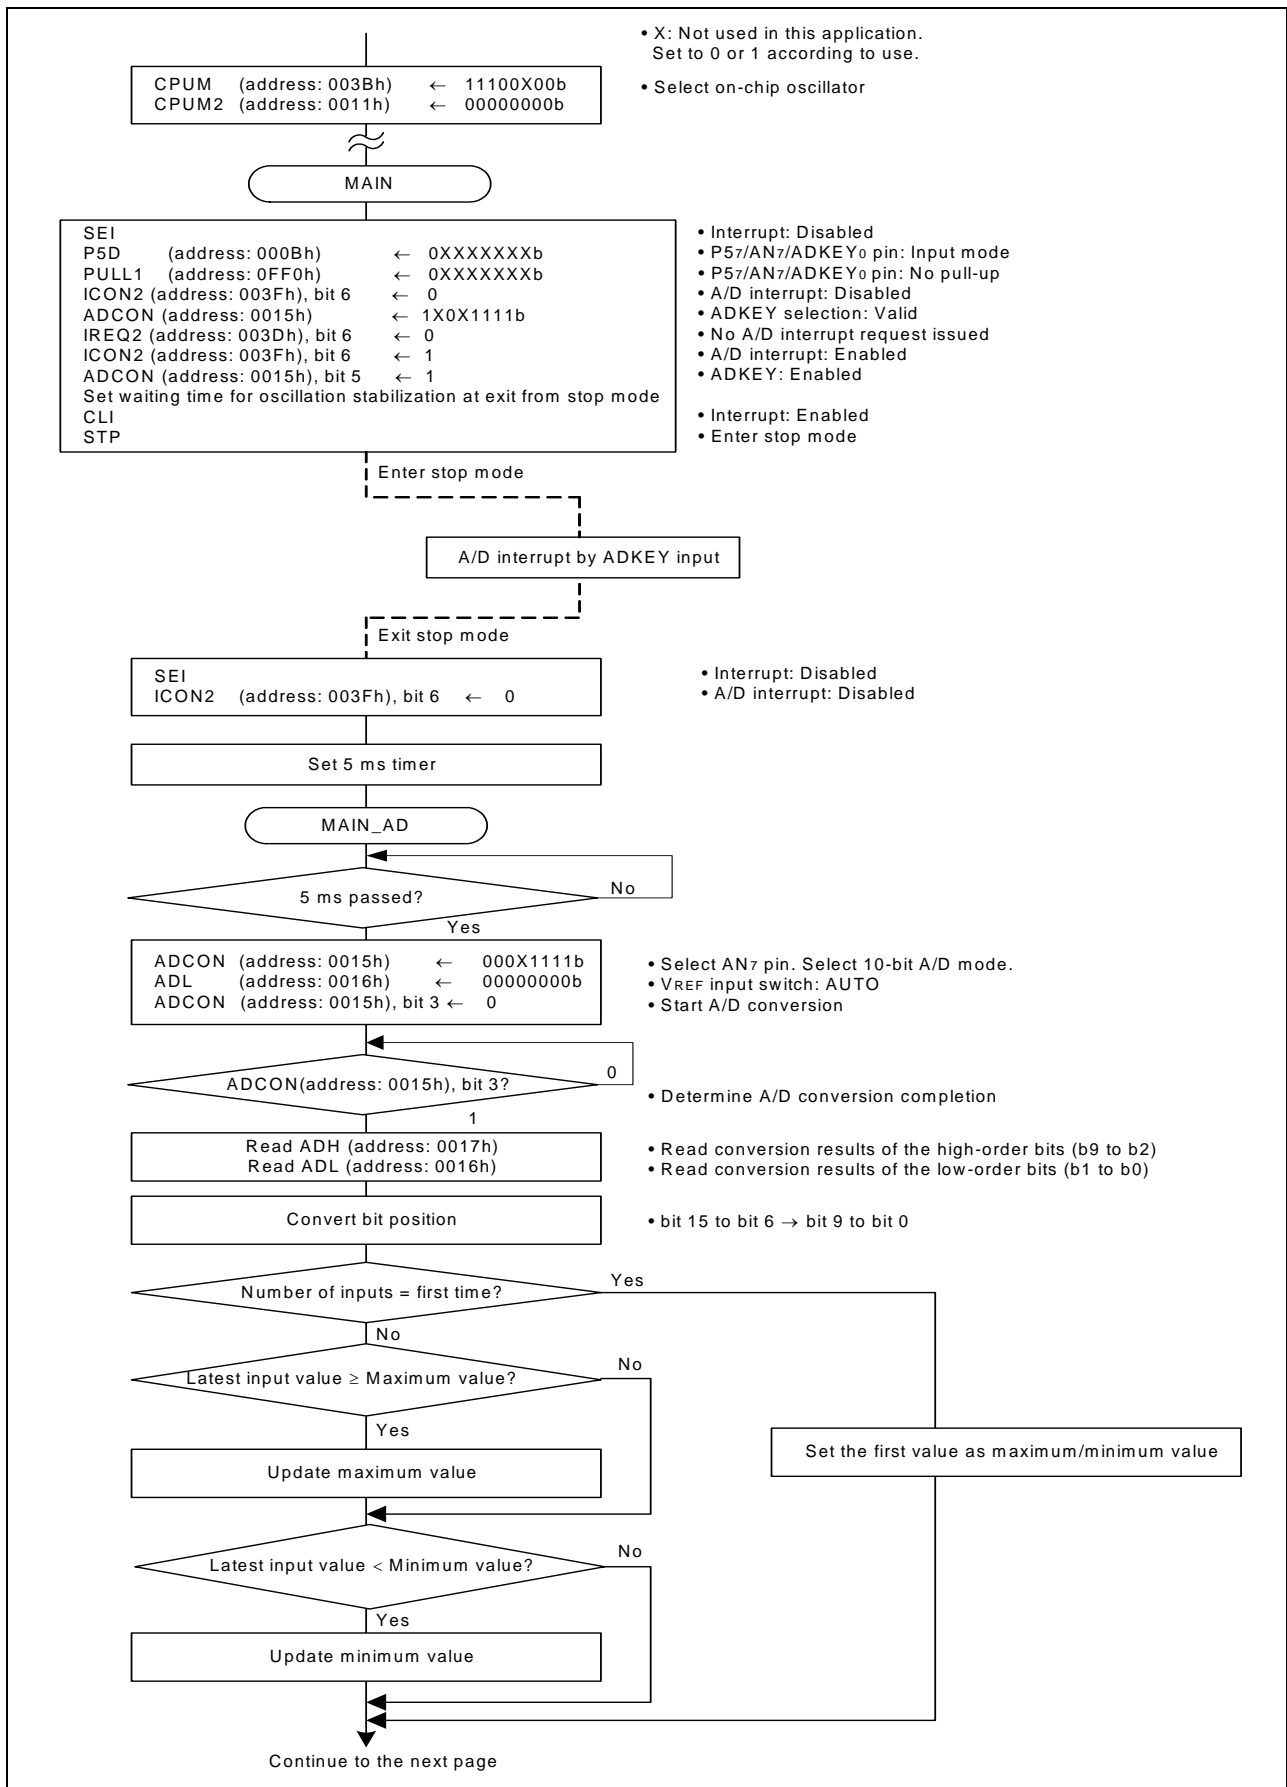 • X: Not used in this application.
Set to 0 or 1 according to use.
CPUM (address: 003Bh) ← 11100X00b
• Select on-chip oscillator
CPUM2 (address: 0011h) ← 00000000b
MAIN
SEI
• Interrupt: Disabled
P5D (address: 000Bh) ← 0XXXXXXXb
• P57/AN7/ADKEY0 pin: Input mode
PULL1 (address: 0FF0h) ← 0XXXXXXXb
• P57/AN7/ADKEY0 pin: No pull-up
ICON2 (address: 003Fh), bit 6 ← 0
• A/D interrupt: Disabled
ADCON (address: 0015h) ← 1X0X1111b
• ADKEY selection: Valid
IREQ2 (address: 003Dh), bit 6 ← 0
• No A/D interrupt request issued
ICON2 (address: 003Fh), bit 6 ← 1
• A/D interrupt: Enabled
ADCON (address: 0015h), bit 5 ← 1
• ADKEY: Enabled
Set waiting time for oscillation stabilization at exit from stop mode
CLI
• Interrupt: Enabled
STP
• Enter stop mode
Enter stop mode
A/D interrupt by ADKEY input
Exit stop mode
SEI
• Interrupt: Disabled
ICON2 (address: 003Fh), bit 6 ← 0
• A/D interrupt: Disabled
Set 5 ms timer
MAIN_AD
5 ms passed?
No
Yes
ADCON (address: 0015h) ← 000X1111b
• Select AN7 pin. Select 10-bit A/D mode.
ADL (address: 0016h) ← 00000000b
• VREF input switch: AUTO
ADCON (address: 0015h), bit 3 ← 0
• Start A/D conversion
ADCON(address: 0015h), bit 3?
0
• Determine A/D conversion completion
1
Read ADH (address: 0017h)
• Read conversion results of the high-order bits (b9 to b2)
Read ADL (address: 0016h)
• Read conversion results of the low-order bits (b1 to b0)
Convert bit position
• bit 15 to bit 6 → bit 9 to bit 0
Number of inputs = first time?
Yes
No
Latest input value ≥ Maximum value?
No
Yes
Set the first value as maximum/minimum value
Update maximum value
Latest input value < Minimum value?
No
Yes
Update minimum value
Continue to the next page